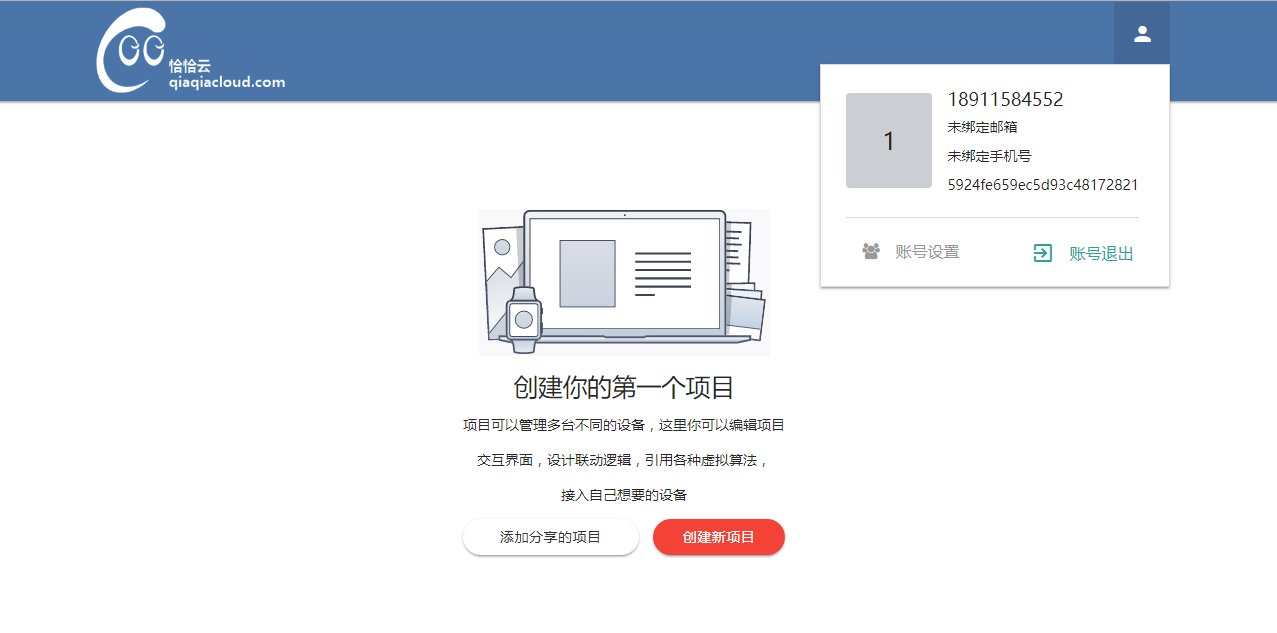 恰恰云
qiaqiacloud.com
18911584552
1
未绑定邮箱
未绑定手机号
5924fe659ec5d93c48172821
账号设置
账号退出
创建你的第一个项目
项目可以管理多台不同的设备，这里你可以编辑项目
交互界面，设计联动逻辑，引用各种虚拟算法，
接入自己想要的设备
添加分享的项目
创建新项目